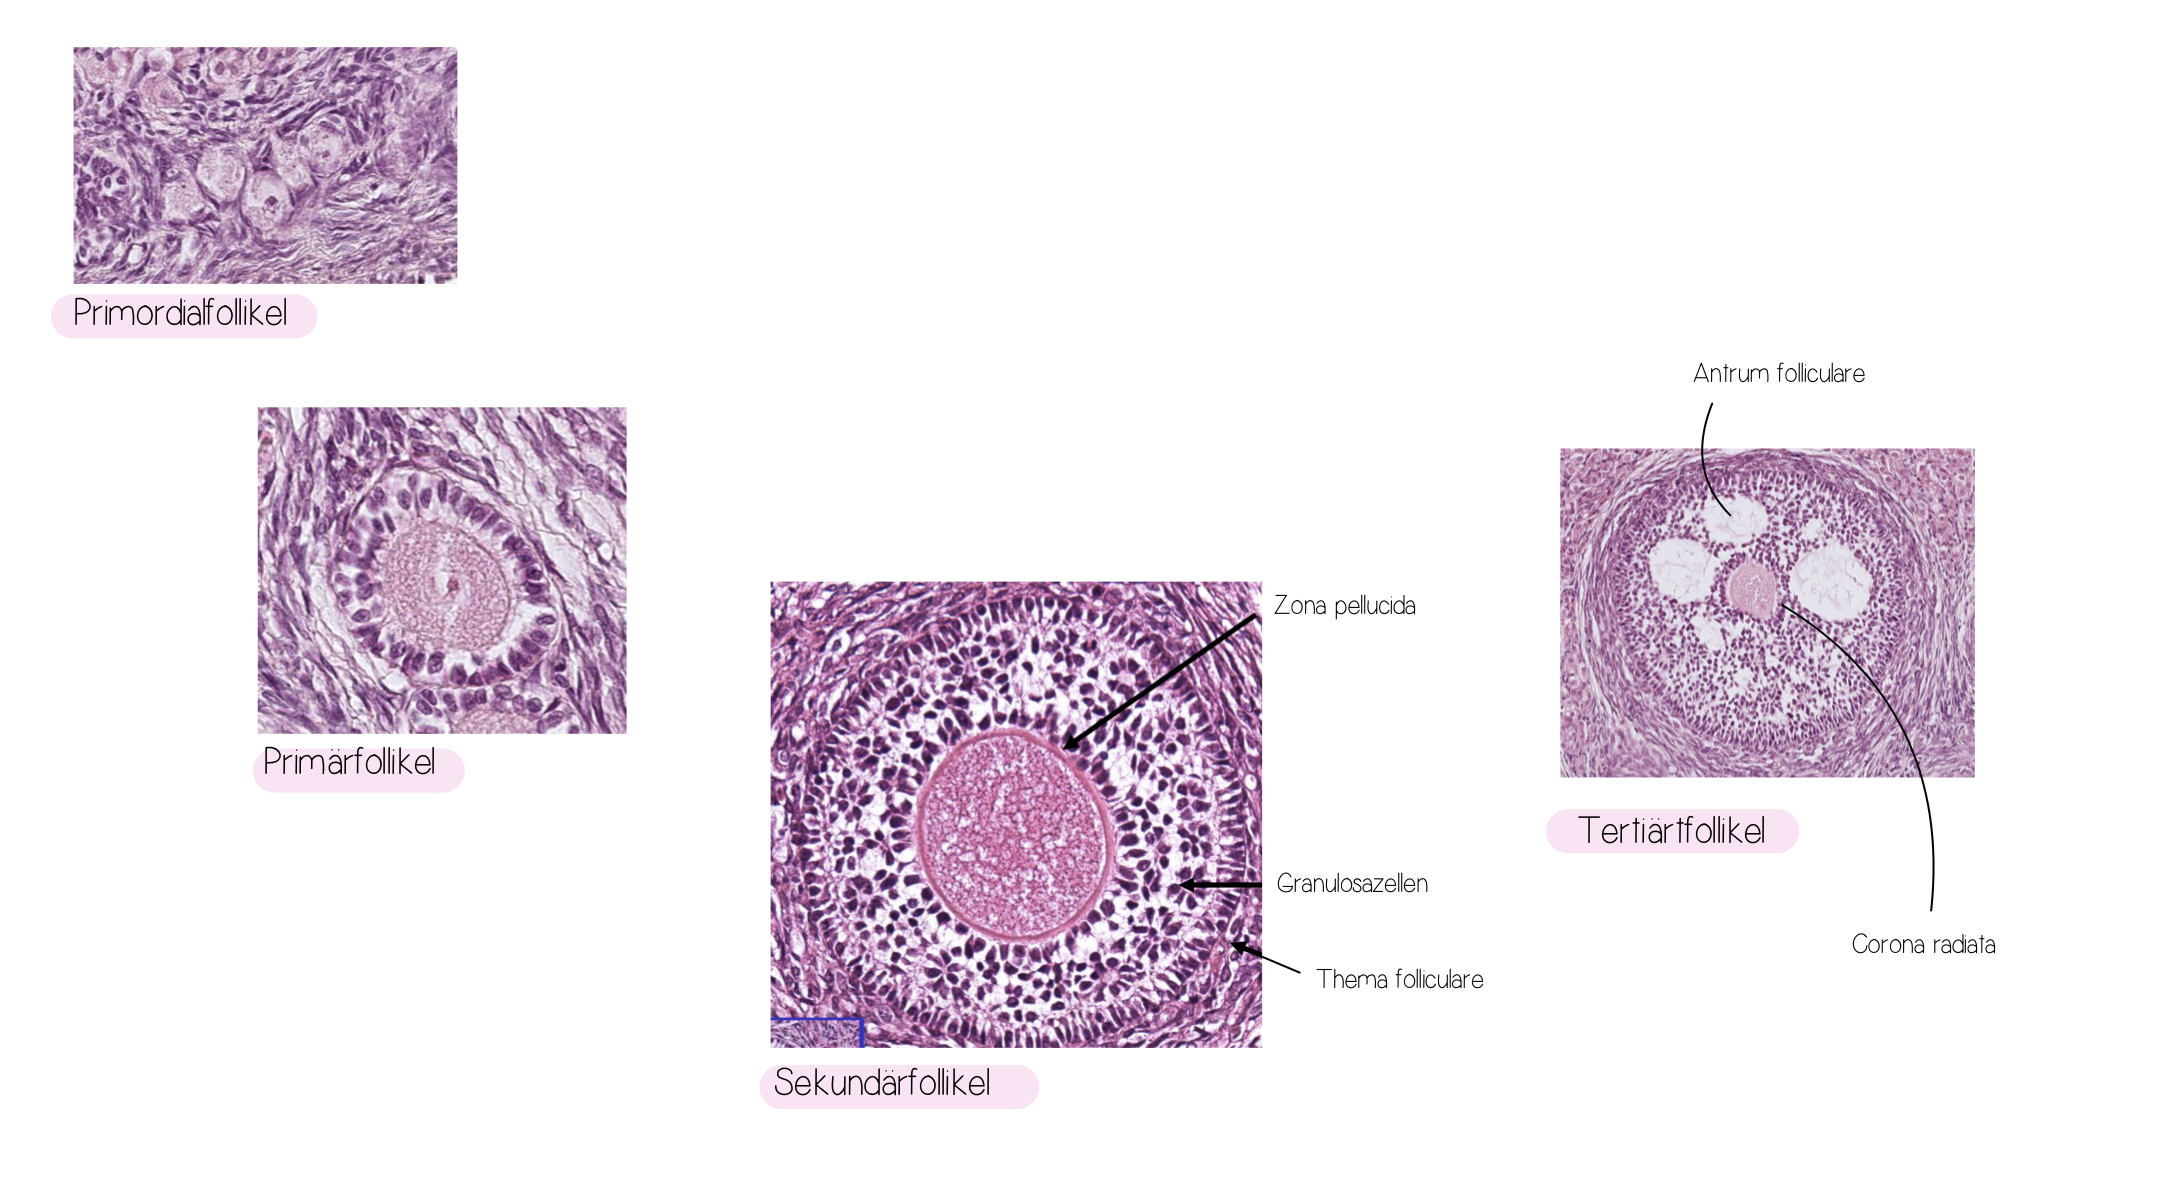 Primordialfollikel
Primärfollikel
Zona pellucida
Granulosazellen
Thema folliculare
Sekundärfollikel
Antrum folliculare
Tertiärtfollikel
Corona radiata